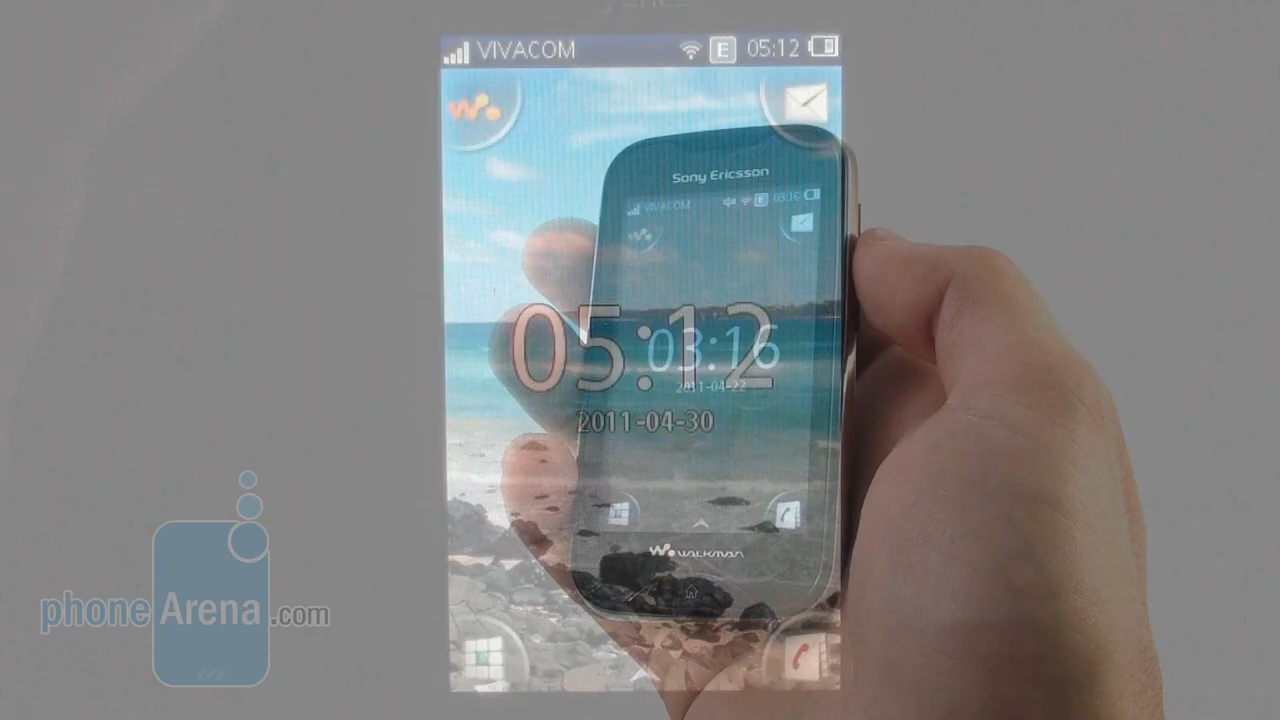 VIVACOM E 05:12
Sony Ericsson
VIVACOM E 03:16
05:12
03:16
2011-04-22
2011-04-30
WALKMAN
phoneArena.com